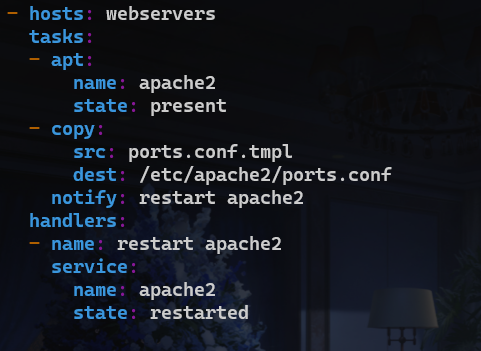 - hosts: webservers
  tasks:
  - apt:
      name: apache2
      state: present
  - copy:
      src: ports.conf.tmpl
      dest: /etc/apache2/ports.conf
    notify: restart apache2
  handlers:
  - name: restart apache2
    service:
      name: apache2
      state: restarted